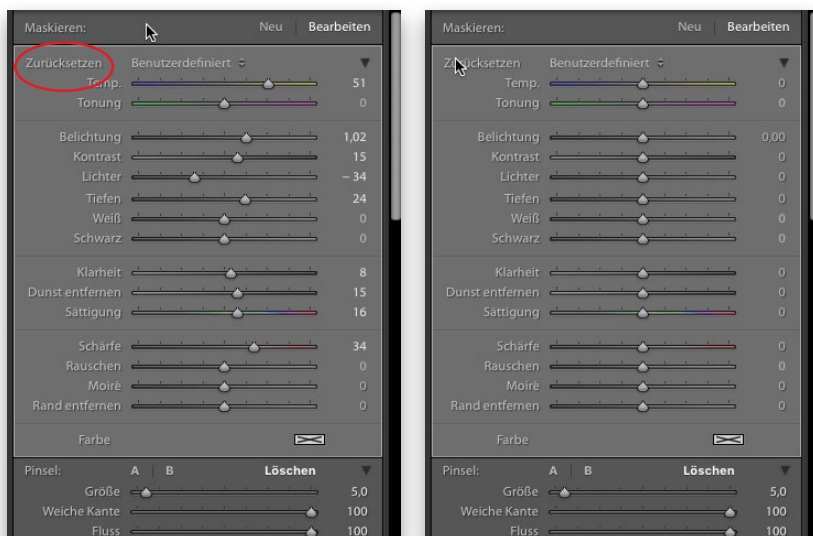 Maskieren: Neu Bearbeiten
Zurücksetzen Benutzerdefiniert
Temp. 51
Tonung 0
Belichtung 1,02
Kontrast 15
Lichter – 34
Tiefen 24
Weiß 0
Schwarz 0
Klarheit 8
Dunst entfernen 15
Sättigung 16
Schärfe 34
Rauschen 0
Moiré 0
Rand entfernen 0
Farbe
Pinsel: A B Löschen
Größe 5,0
Weiche Kante 100
Fluss 100
Maskieren: Neu Bearbeiten
Zurücksetzen Benutzerdefiniert
Temp. 0
Tonung 0
Belichtung 0,00
Kontrast 0
Lichter 0
Tiefen 0
Weiß 0
Schwarz 0
Klarheit 0
Dunst entfernen 0
Sättigung 0
Schärfe 0
Rauschen 0
Moiré 0
Rand entfernen 0
Farbe
Pinsel: A B Löschen
Größe 5,0
Weiche Kante 100
Fluss 100